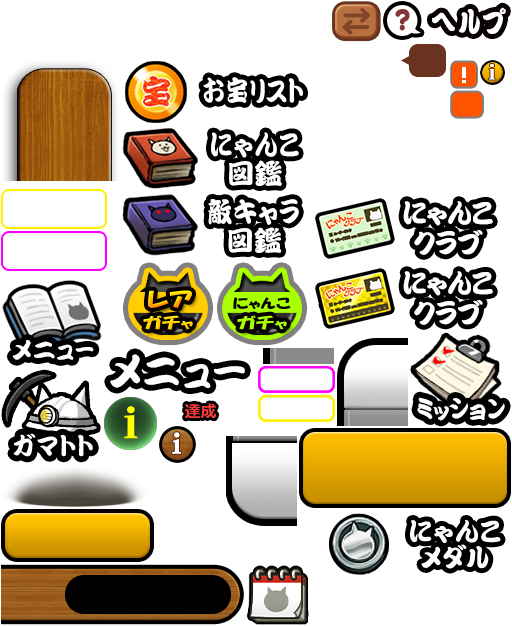 ? ヘルプ
! i
宝 お宝リスト
にゃんこ
図鑑
敵キャラ
図鑑
にゃんこ
クラブ
レア
ガチャ
にゃんこ
ガチャ
にゃんこ
クラブ
メニュー
メニュー
i
達成
i
ミッション
ガマトト
にゃんこ
メダル